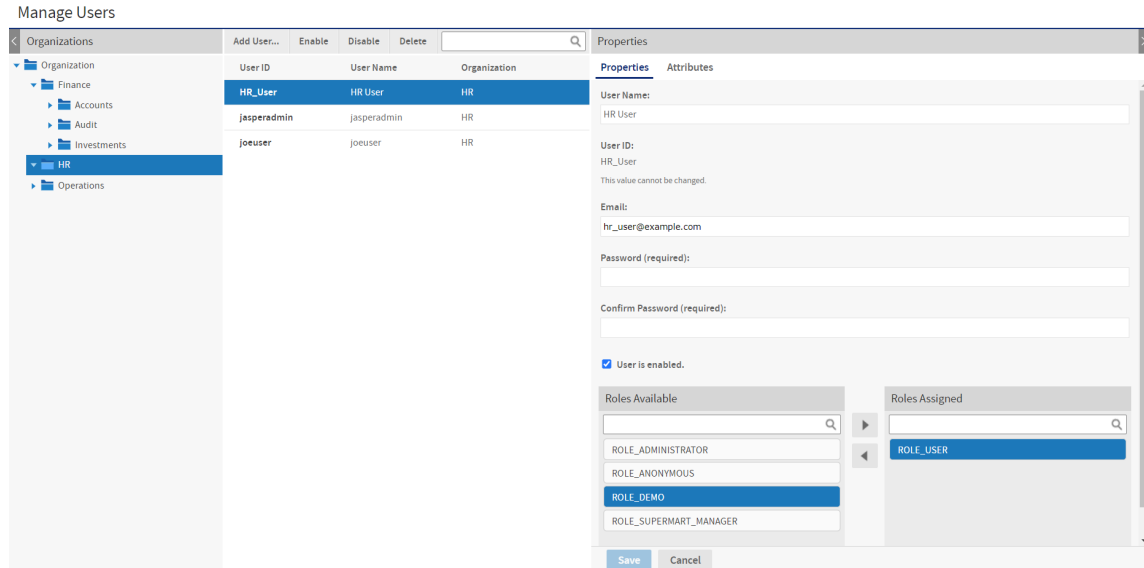 Manage Users
Organizations
Organization
Finance
Accounts
Audit
Investments
HR
Operations
Add User... Enable Disable Delete
User ID User Name Organization
HR_User HR User HR
jasperadmin jasperadmin HR
joeuser joeuser HR
Properties
Properties Attributes
User Name:
HR User
User ID:
HR_User
This value cannot be changed.
Email:
hr_user@example.com
Password (required):
Confirm Password (required):
User is enabled.
Roles Available
ROLE_ADMINISTRATOR
ROLE_ANONYMOUS
ROLE_DEMO
ROLE_SUPERMART_MANAGER
Roles Assigned
ROLE_USER
Save Cancel